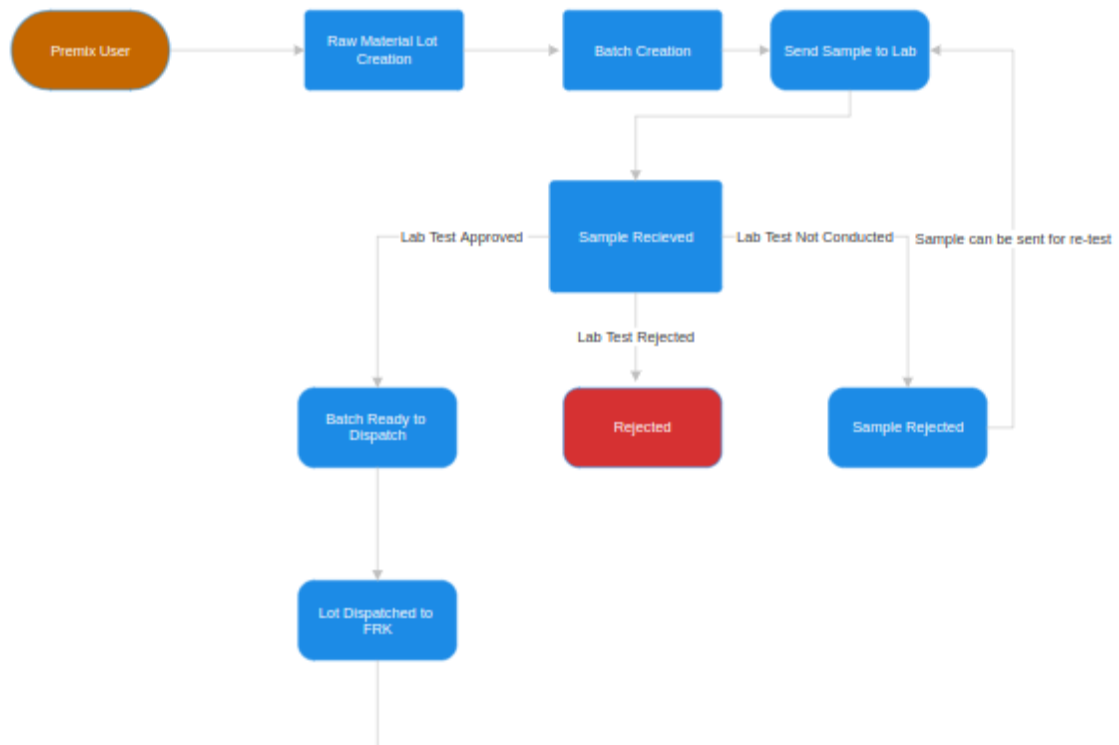 Premix User
Raw Material Lot
Creation
Batch Creation
Send Sample to Lab
Lab Test Approved
Sample Recieved
Lab Test Not Conducted
Sample can be sent for re-test
Lab Test Rejected
Batch Ready to
Dispatch
Rejected
Sample Rejected
Lot Dispatched to
FRK